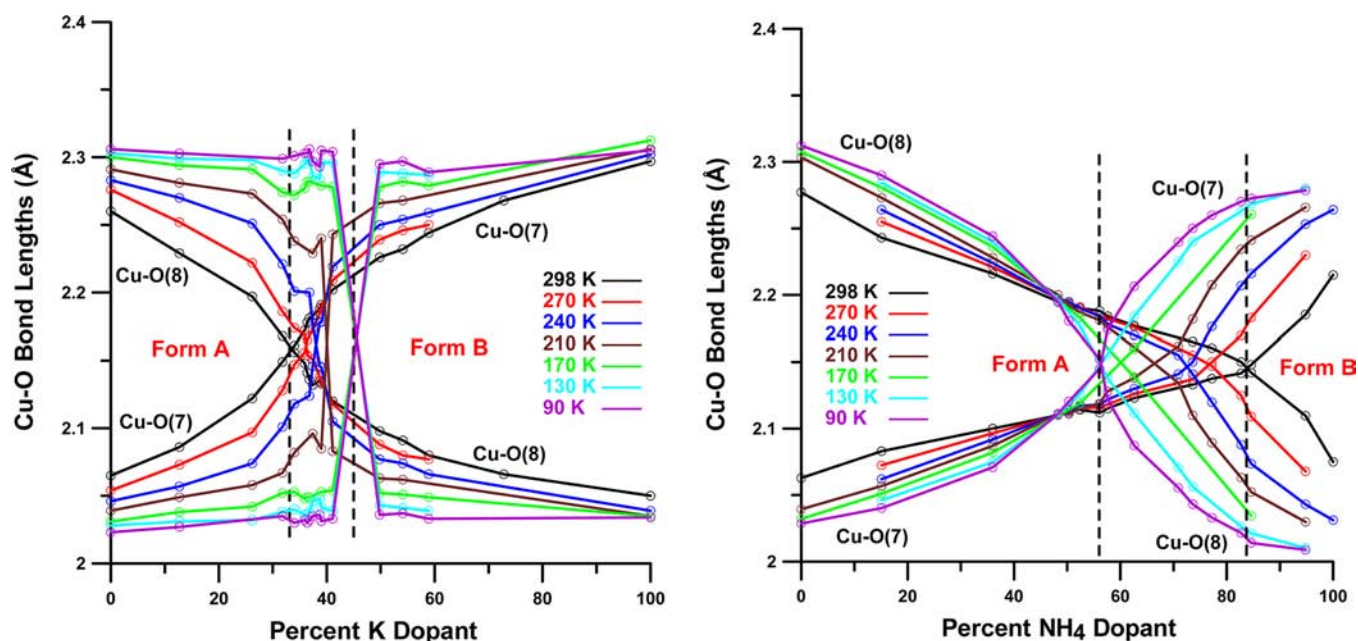 2.4
2.3
2.2
2.1
2
Cu-O Bond Lengths (Å)
Cu-O(8)
Cu-O(7)
Form A
Form B
Cu-O(7)
Cu-O(8)
298 K
270 K
240 K
210 K
170 K
130 K
90 K
0
20
40
60
80
100
Percent K Dopant
2.4
2.3
2.2
2.1
2
Cu-O Bond Lengths (Å)
Cu-O(8)
Cu-O(7)
298 K
270 K
240 K
210 K
170 K
130 K
90 K
Form A
Form B
Cu-O(7)
Cu-O(8)
0
20
40
60
80
100
Percent NH4 Dopant